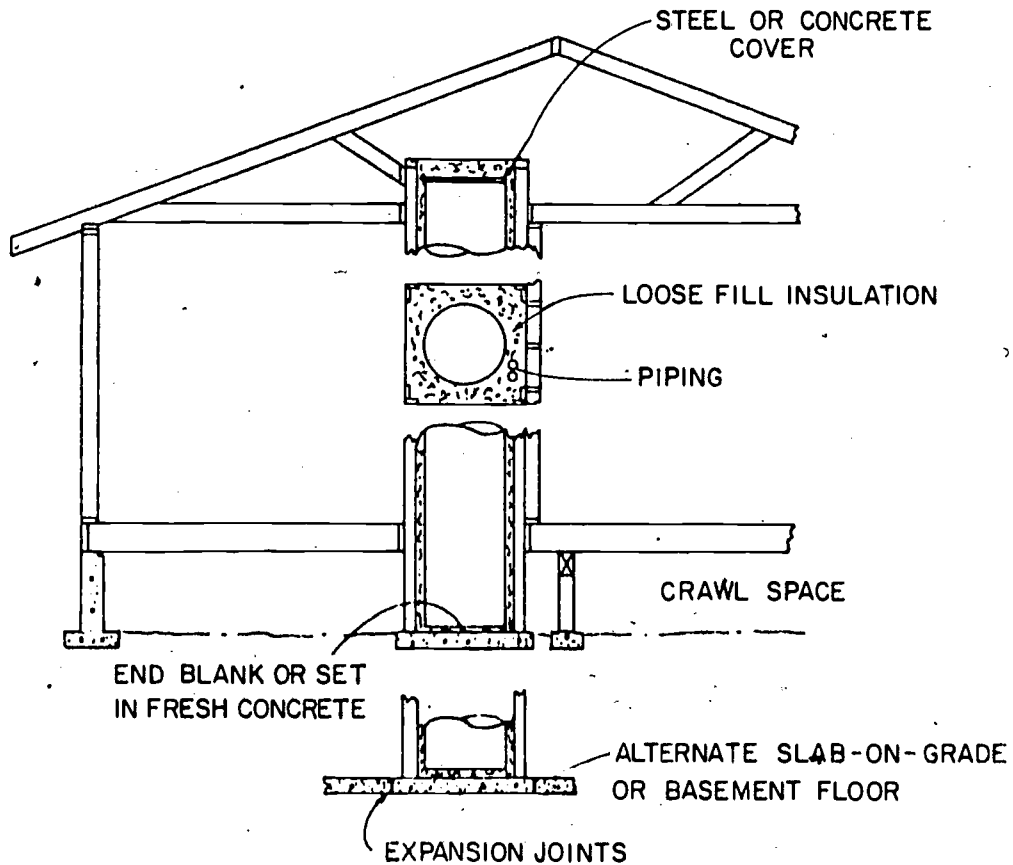 STEEL OR CONCRETE
COVER
LOOSE FILL INSULATION
PIPING
CRAWL SPACE
END BLANK OR SET
IN FRESH CONCRETE
ALTERNATE SLAB-ON-GRADE
OR BASEMENT FLOOR
EXPANSION JOINTS